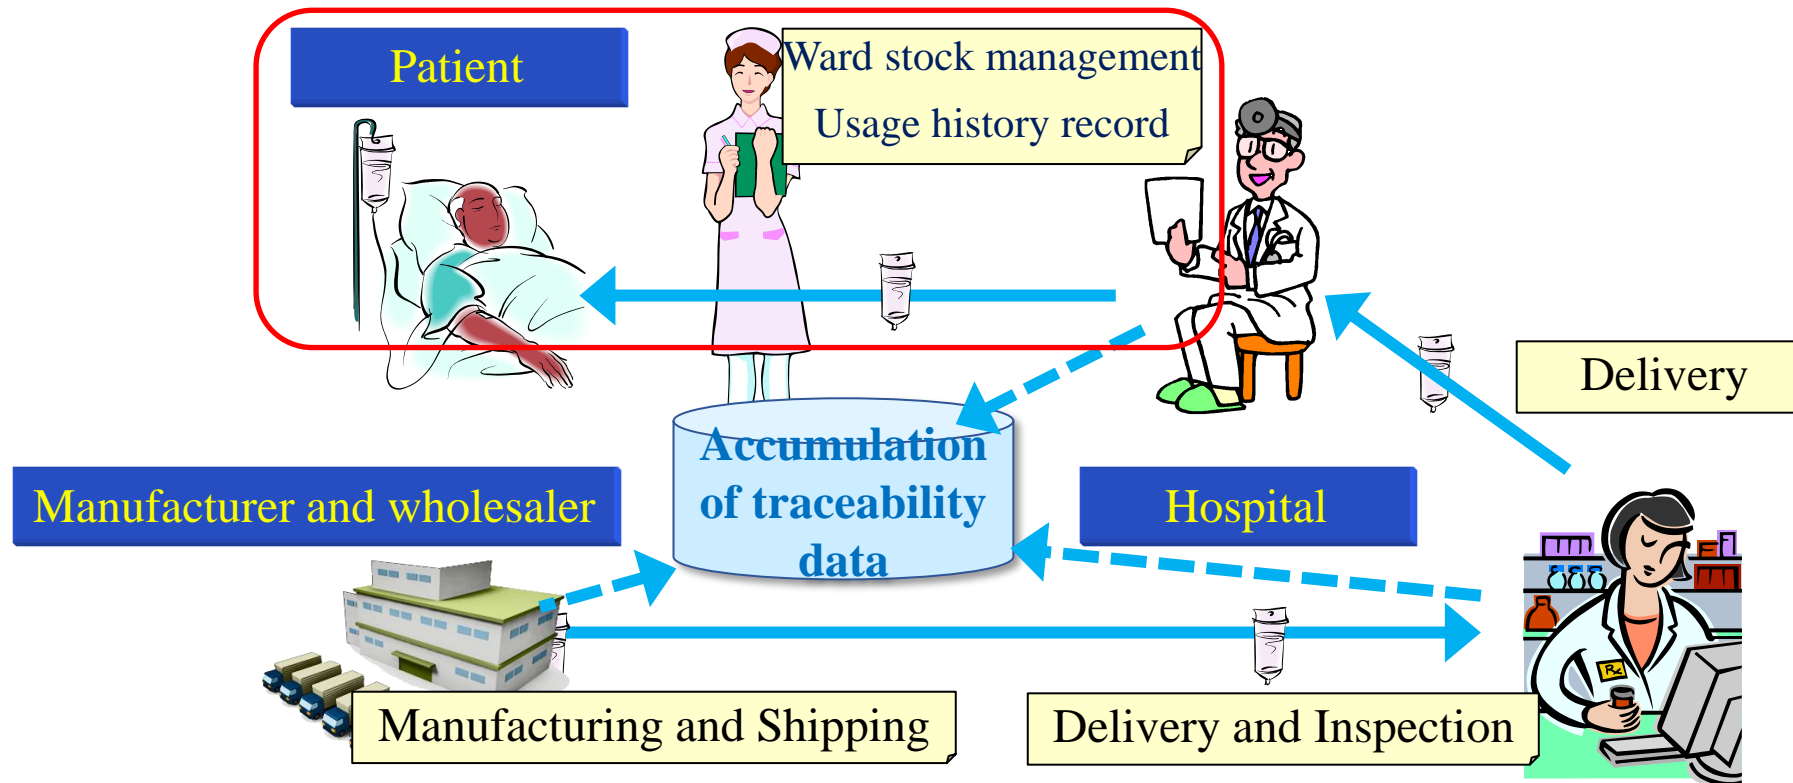 Patient
Ward stock management
Usage history record
Delivery
Accumulation
of traceability
data
Manufacturer and wholesaler
Hospital
Rx
Manufacturing and Shipping
Delivery and Inspection